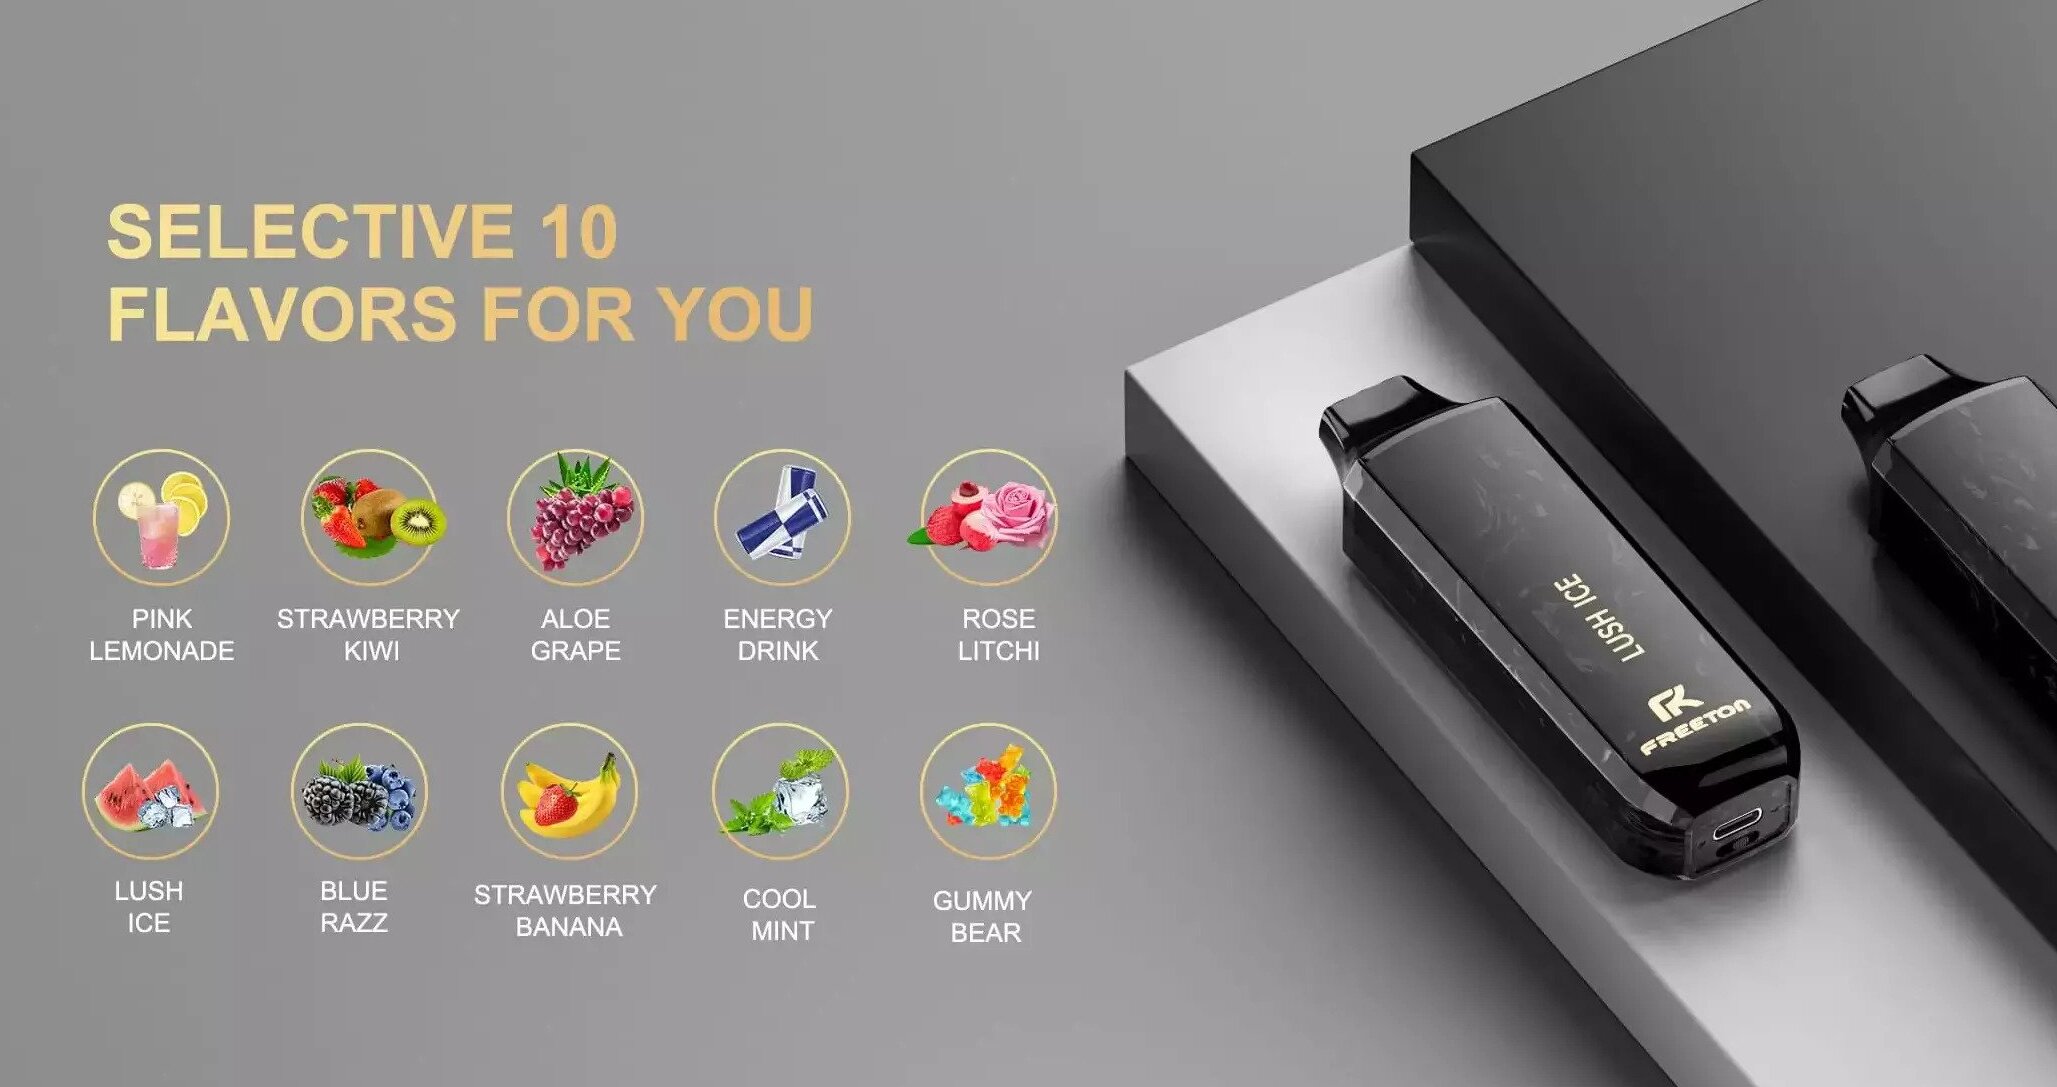 SELECTIVE 10
FLAVORS FOR YOU
PINK
LEMONADE
STRAWBERRY
KIWI
ALOE
GRAPE
ENERGY
DRINK
ROSE
LITCHI
LUSH
ICE
BLUE
RAZZ
STRAWBERRY
BANANA
COOL
MINT
GUMMY
BEAR
LUSH ICE
FREETON